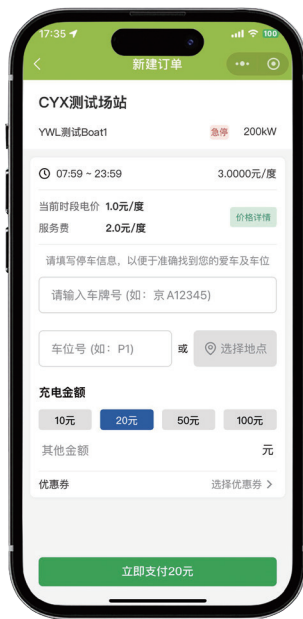 17:35 100
新建订单
CYX测试场站
YWL测试Boat1 急停 200kW
07:59 ~ 23:59 3.0000元/度
当前时段电价 1.0元/度
服务费 2.0元/度
价格详情
请填写停车信息，以便于准确找到您的爱车及车位
请输入车牌号 (如：京A12345)
车位号 (如：P1) 或 选择地点
充电金额
10元 20元 50元 100元
其他金额 元
优惠券 选择优惠券
立即支付20元